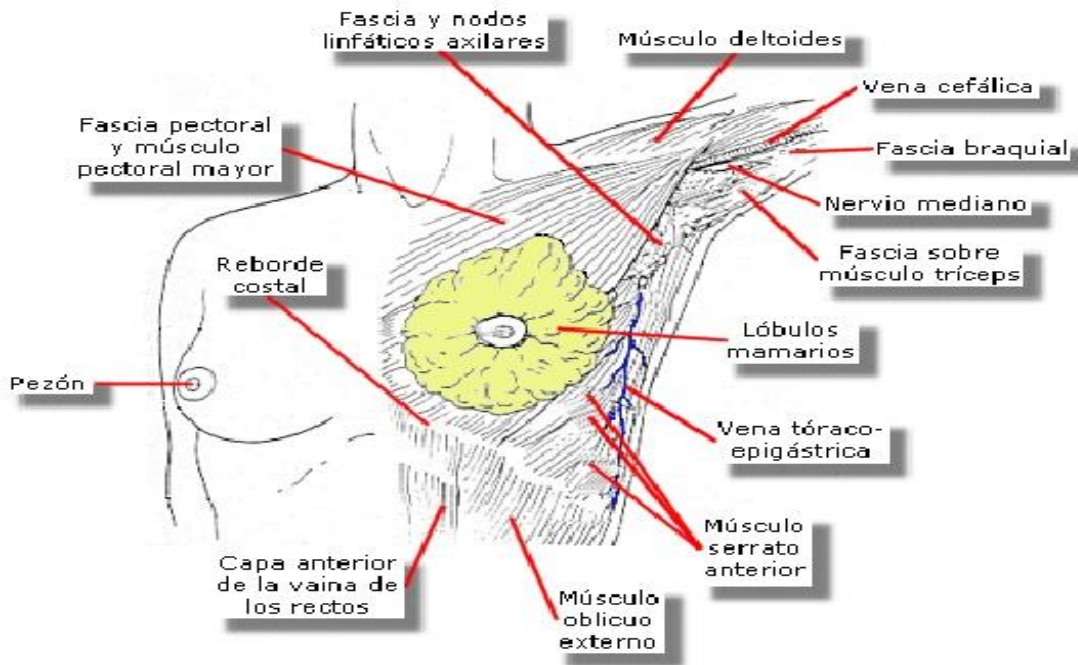 Fascia y nodos
linfáticos axilares
Músculo deltoides
Vena cefálica
Fascia pectoral
y músculo
pectoral mayor
Fascia braquial
Nervio mediano
Fascia sobre
músculo tríceps
Reborde
costal
Lóbulos
mamarios
Pezón
Vena tóraco-
epigástrica
Músculo
serrato
anterior
Capa anterior
de la vaina de
los rectos
Músculo
oblicuo
externo